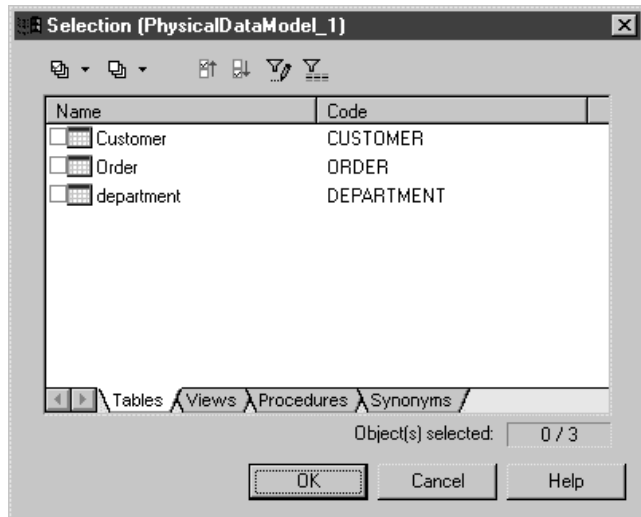 Selection (PhysicalDataModel_1)
Name Code
Customer CUSTOMER
Order ORDER
department DEPARTMENT
Tables Views Procedures Synonyms
Object(s) selected: 0 / 3
OK Cancel Help